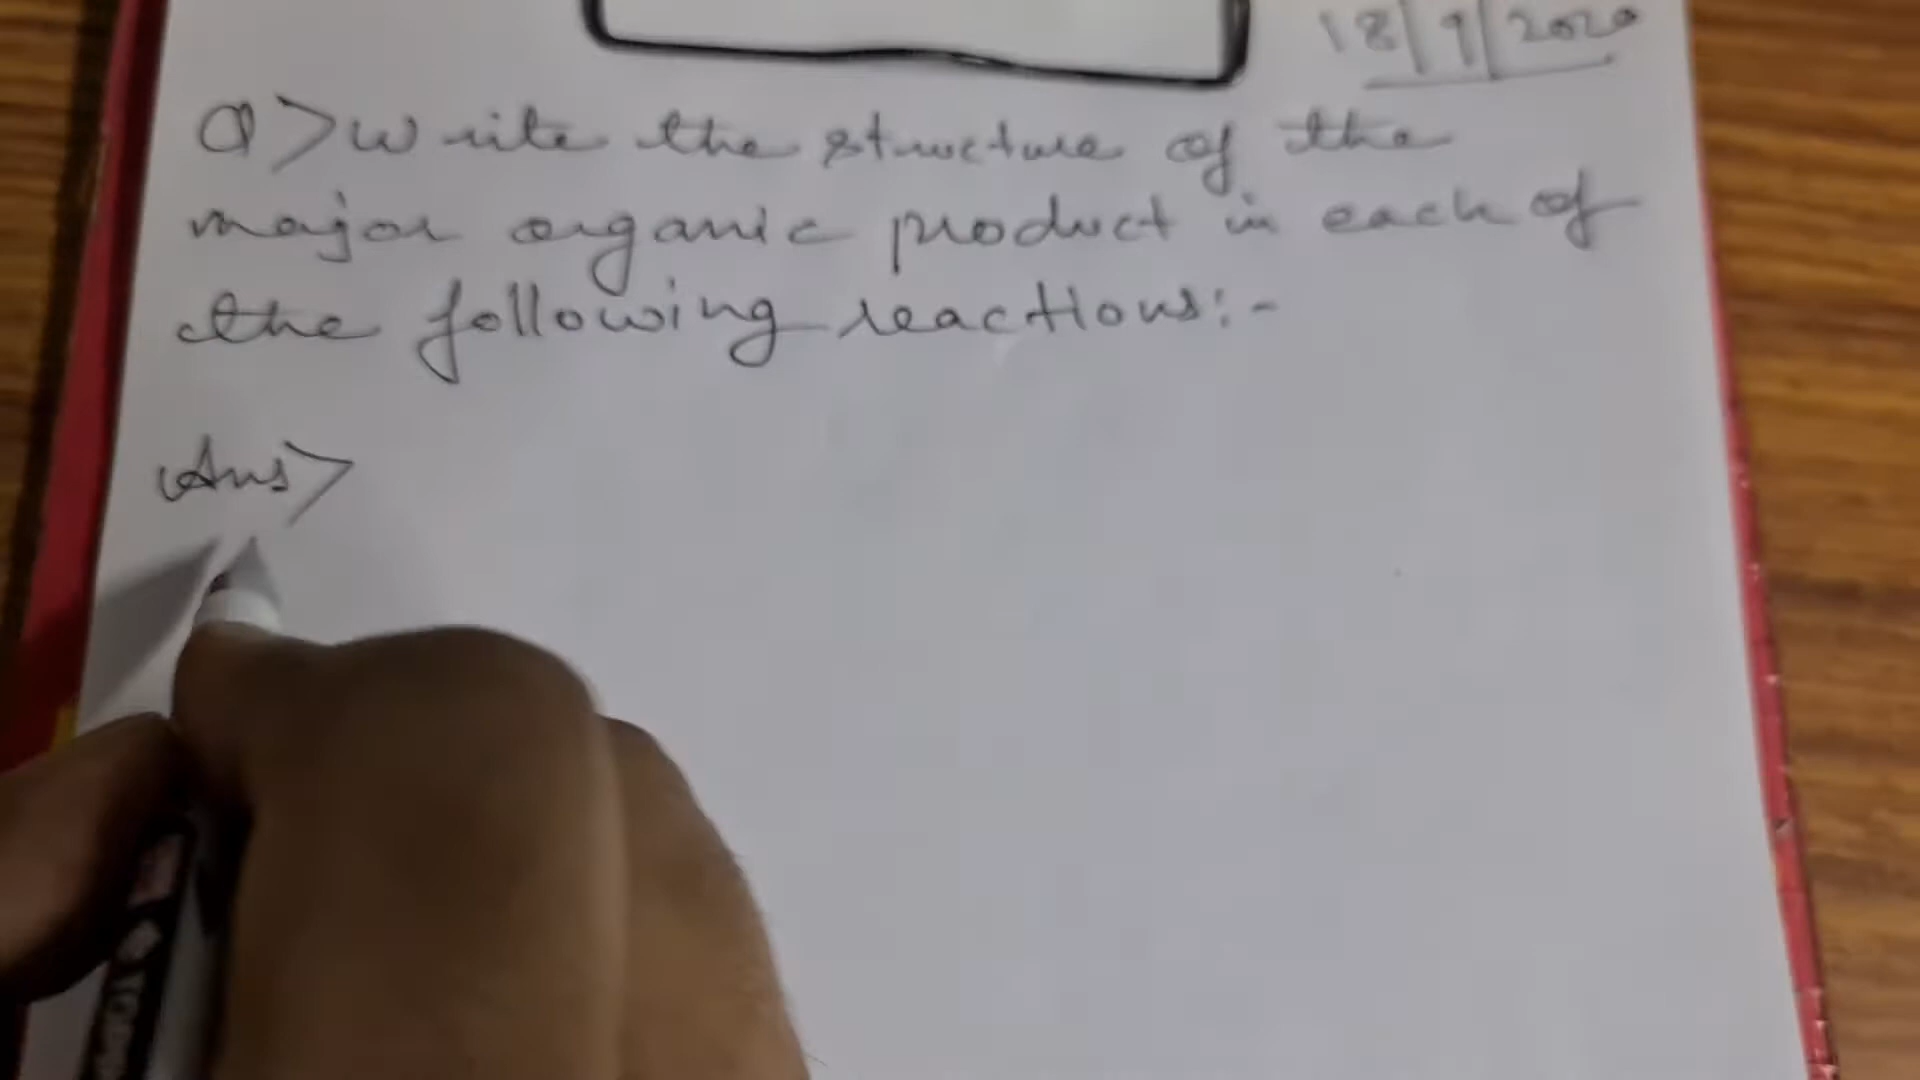 18/9/2020
Q> Write the structure of the
major organic product in each of
the following reactions:-
Ans>